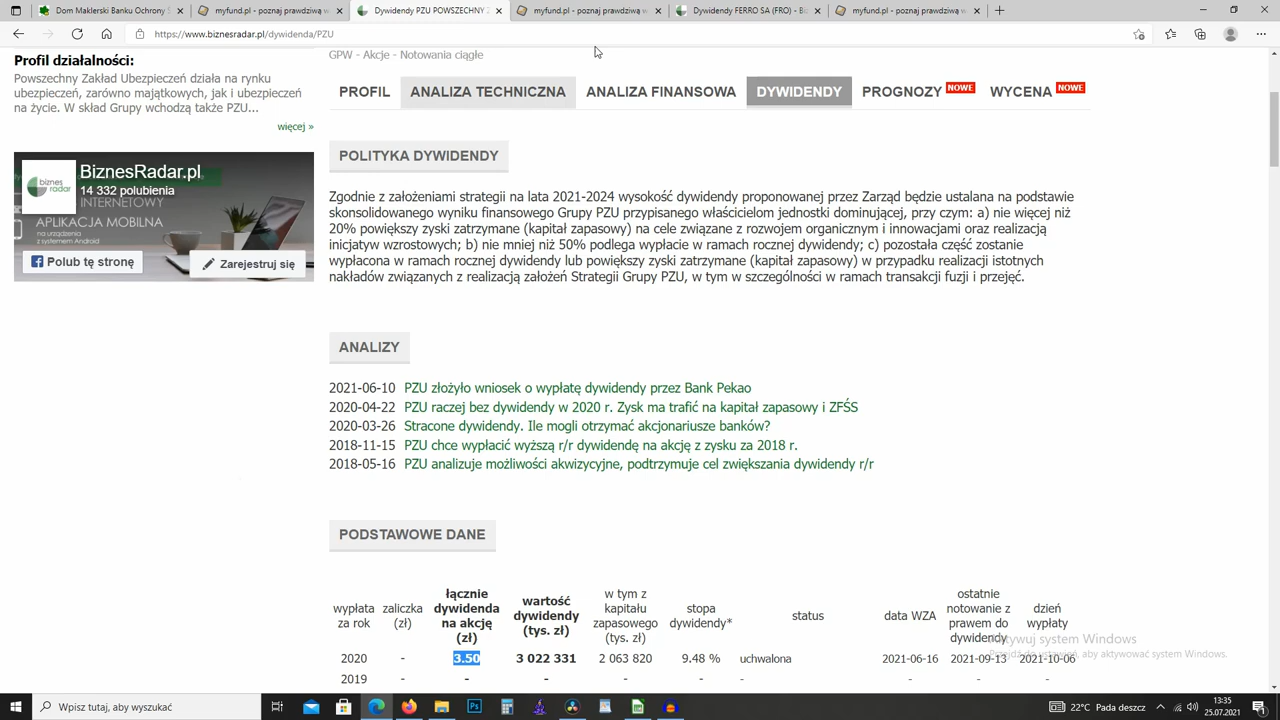 Dom Maklerski Banku Ochrony Ś
myfund.pl - poznaj prawdziwą w
Dywidendy PZU POWSZECHNY Z
myfund.pl - poznaj prawdziwą w
Dywidendy FERRO SA (FRO) - B
myfund.pl - poznaj prawdziwą w
https://www.biznesradar.pl/dywidenda/PZU
Profil działalności:
Powszechny Zakład Ubezpieczeń działa na rynku
ubezpieczeń, zarówno majątkowych, jak i ubezpieczeń
na życie. W skład Grupy wchodzą także PZU...
więcej »
BiznesRadar.pl
14 332 polubienia
INTERNETOWY
APLIKACJA MOBILNA
na urządzenia
z systemem Android
biznes
radar
Polub tę stronę
Zarejestruj się
GPW - Akcje - Notowania ciągłe
PROFIL ANALIZA TECHNICZNA ANALIZA FINANSOWA DYWIDENDY PROGNOZY NOWE WYCENA NOWE
POLITYKA DYWIDENDY
Zgodnie z założeniami strategii na lata 2021-2024 wysokość dywidendy proponowanej przez Zarząd będzie ustalana na podstawie
skonsolidowanego wyniku finansowego Grupy PZU przypisanego właścicielom jednostki dominującej, przy czym: a) nie więcej niż
20% powiększy zyski zatrzymane (kapitał zapasowy) na cele związane z rozwojem organicznym i innowacjami oraz realizacją
inicjatyw wzrostowych; b) nie mniej niż 50% podlega wypłacie w ramach rocznej dywidendy; c) pozostała część zostanie
wypłacona w ramach rocznej dywidendy lub powiększy zyski zatrzymane (kapitał zapasowy) w przypadku realizacji istotnych
nakładów związanych z realizacją założeń Strategii Grupy PZU, w tym w szczególności w ramach transakcji fuzji i przejęć.
ANALIZY
2021-06-10 PZU złożyło wniosek o wypłatę dywidendy przez Bank Pekao
2020-04-22 PZU raczej bez dywidendy w 2020 r. Zysk ma trafić na kapitał zapasowy i ZFŚS
2020-03-26 Stracone dywidendy. Ile mogli otrzymać akcjonariusze banków?
2018-11-15 PZU chce wypłacić wyższą r/r dywidendę na akcję z zysku za 2018 r.
2018-05-16 PZU analizuje możliwości akwizycyjne, podtrzymuje cel zwiększania dywidendy r/r
PODSTAWOWE DANE
wypłata
za rok
zaliczka
(zł)
łącznie
dywidenda
na akcję
(zł)
wartość
dywidendy
(tys. zł)
w tym z
kapitału
zapasowego
(tys. zł)
stopa
dywidendy*
status
data WZA
ostatnie
notowanie z
prawem do
dywidendy
dzień
wypłaty
2020 - 3.50 3 022 331 2 063 820 9.48 % uchwalona 2021-06-16 2021-09-13 2021-10-06
2019 - - - - - - - - -
Aktywuj system Windows
Przejdź do ustawień, aby aktywować system Windows.
Wpisz tutaj, aby wyszukać
22°C Pada deszcz
13:35
25.07.2021